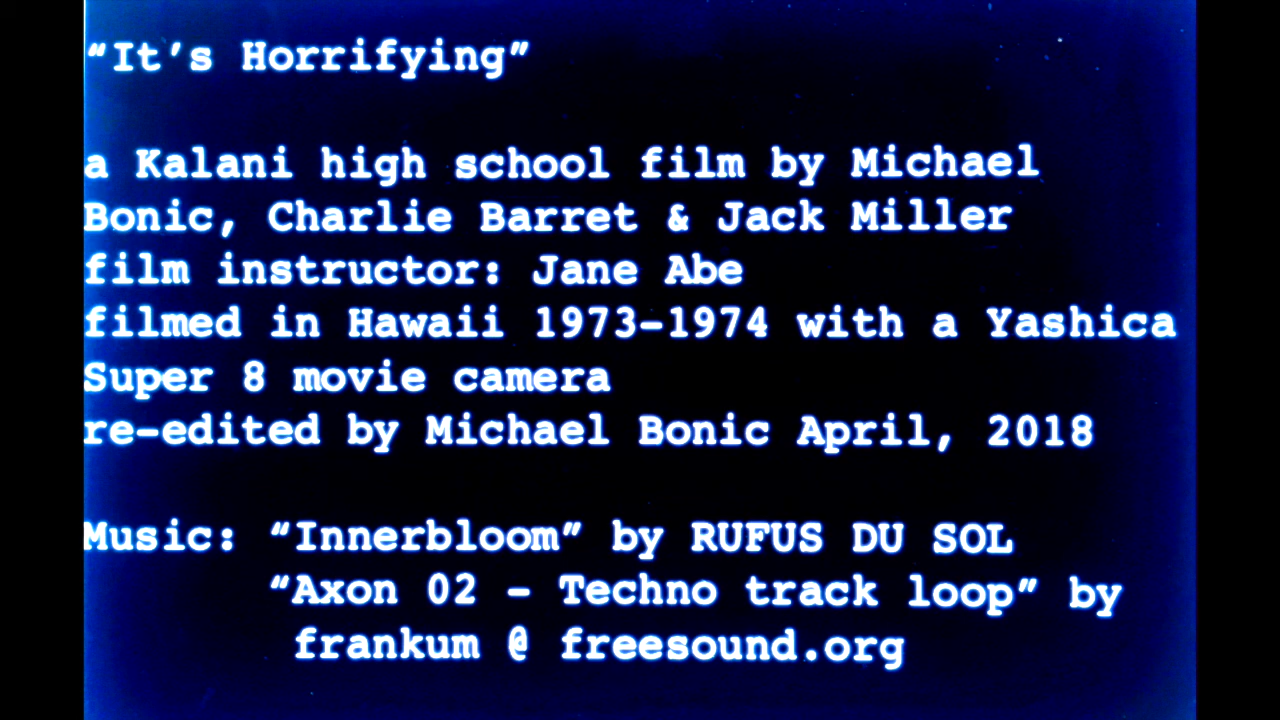 “It’s Horrifying”
a Kalani high school film by Michael
Bonic, Charlie Barret & Jack Miller
film instructor: Jane Abe
filmed in Hawaii 1973-1974 with a Yashica
Super 8 movie camera
re-edited by Michael Bonic April, 2018
Music: “Innerbloom” by RUFUS DU SOL
“Axon 02 - Techno track loop” by
frankum @ freesound.org